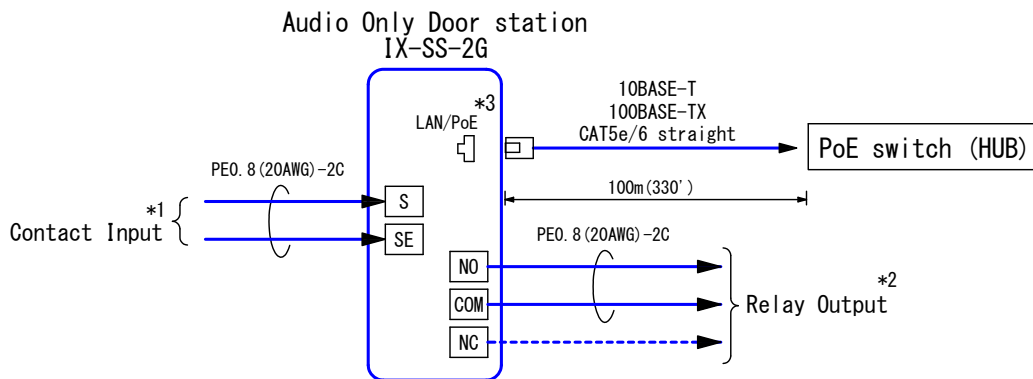 Audio Only Door station
IX-SS-2G
*3
LAN/PoE
10BASE-T
100BASE-TX
CAT5e/6 straight
PoE switch (HUB)
100m(330')
PE0.8(20AWG)-2C
*1
Contact Input
S
SE
PE0.8(20AWG)-2C
NO
COM
NC
*2
Relay Output